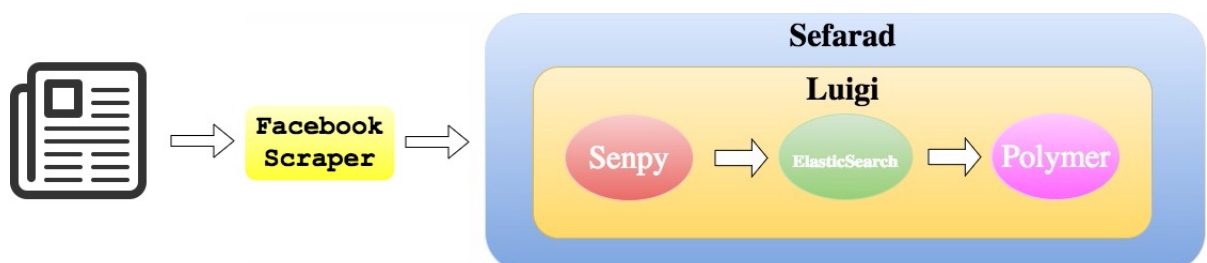 Sefarad
Luigi
Facebook
Scraper
Senpy
ElasticSearch
Polymer